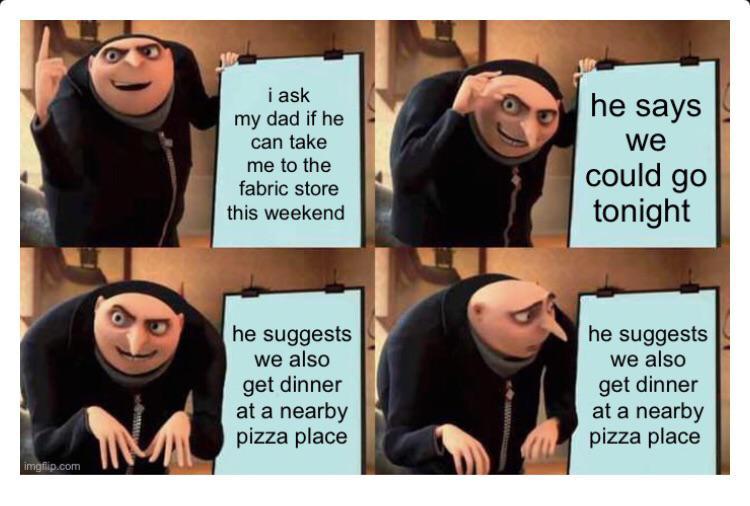 i ask
my dad if he
can take
me to the
fabric store
this weekend
he says
we
could go
tonight
he suggests
we also
get dinner
at a nearby
pizza place
he suggests
we also
get dinner
at a nearby
pizza place
imgflip.com